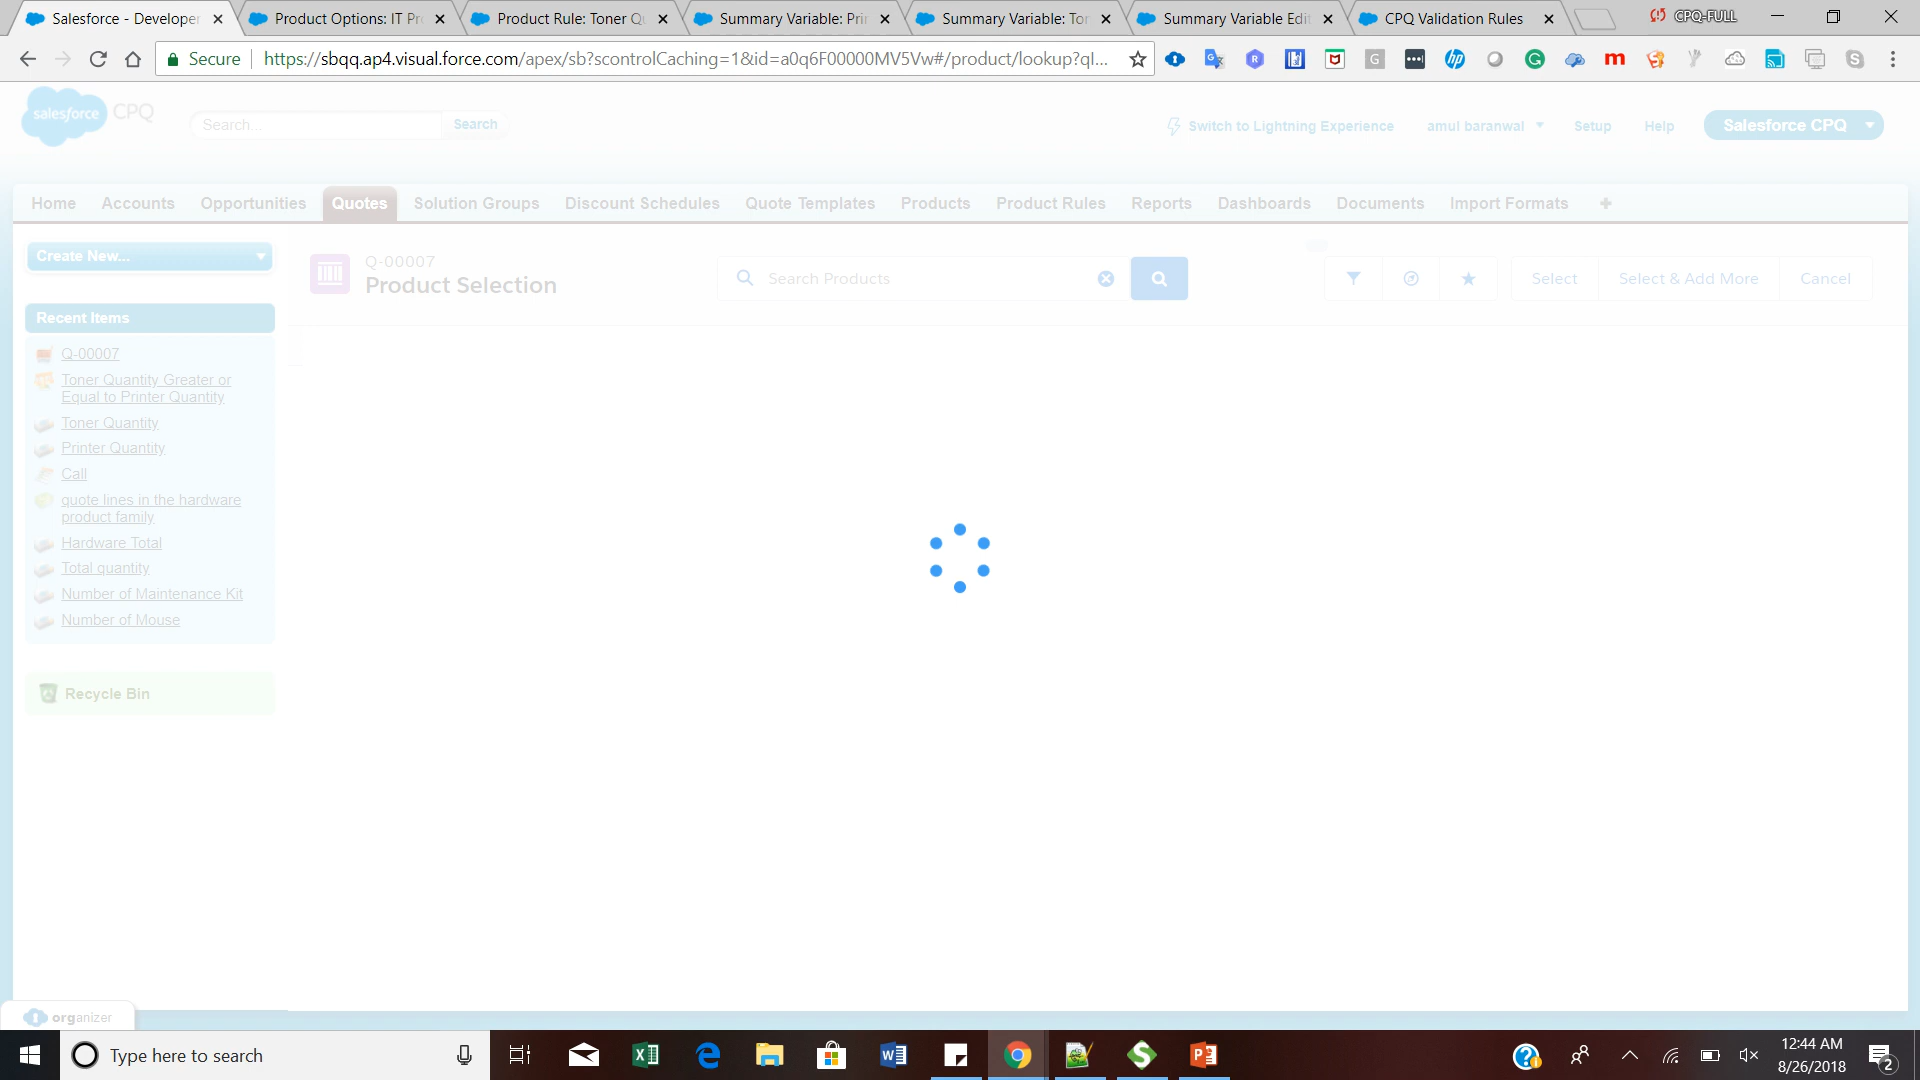 Salesforce - Developer
Product Options: IT Pr
Product Rule: Toner Qu
Summary Variable: Prin
Summary Variable: Ton
Summary Variable Edit
CPQ Validation Rules
CPQ-FULL
Secure
https://sbqq.ap4.visual.force.com/apex/sb?scontrolCaching=1&id=a0q6F00000MV5Vw#/product/lookup?ql...
salesforce CPQ
Search...
Search
Switch to Lightning Experience
amul baranwal
Setup
Help
Salesforce CPQ
Home
Accounts
Opportunities
Quotes
Solution Groups
Discount Schedules
Quote Templates
Products
Product Rules
Reports
Dashboards
Documents
Import Formats
Create New...
Q-00007
Product Selection
Search Products
Select
Select & Add More
Cancel
Recent Items
Q-00007
Toner Quantity Greater or
Equal to Printer Quantity
Toner Quantity
Printer Quantity
Call
quote lines in the hardware
product family
Hardware Total
Total quantity
Number of Maintenance Kit
Number of Mouse
Recycle Bin
organizer
Type here to search
12:44 AM
8/26/2018
2